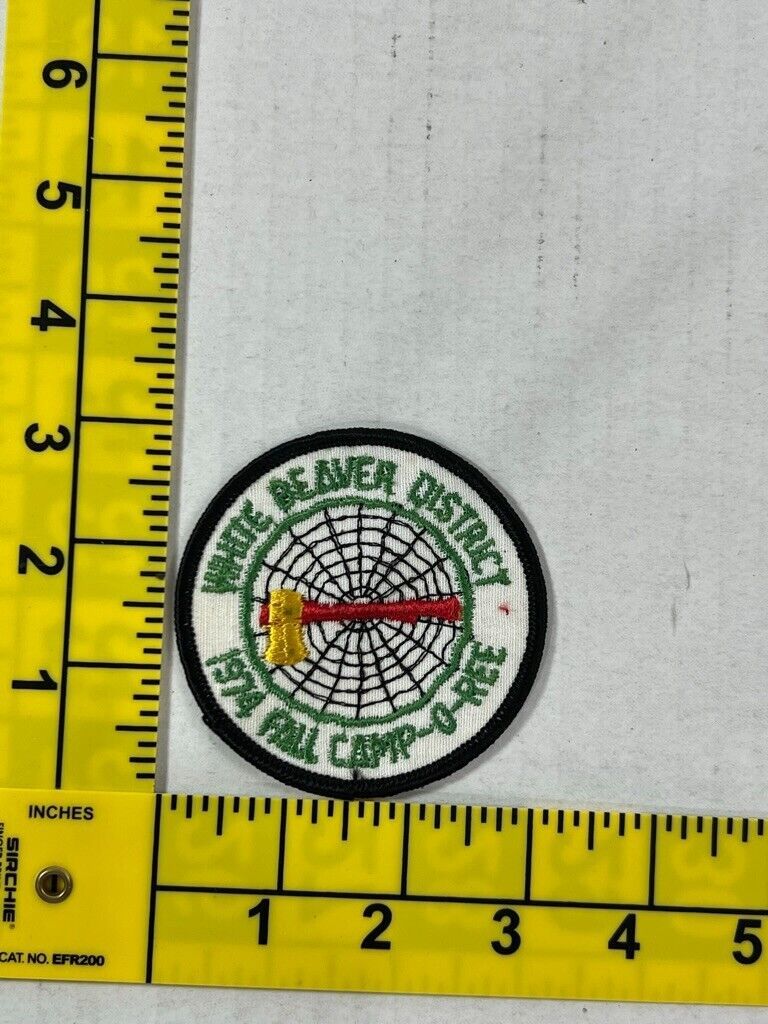 6
5
4
3
2
1
WHITE BEAVER DISTRICT
1974 FALL CAMP-O-REE
INCHES
SIRCHIE®
CAT. NO. EFR200
1 2 3 4 5